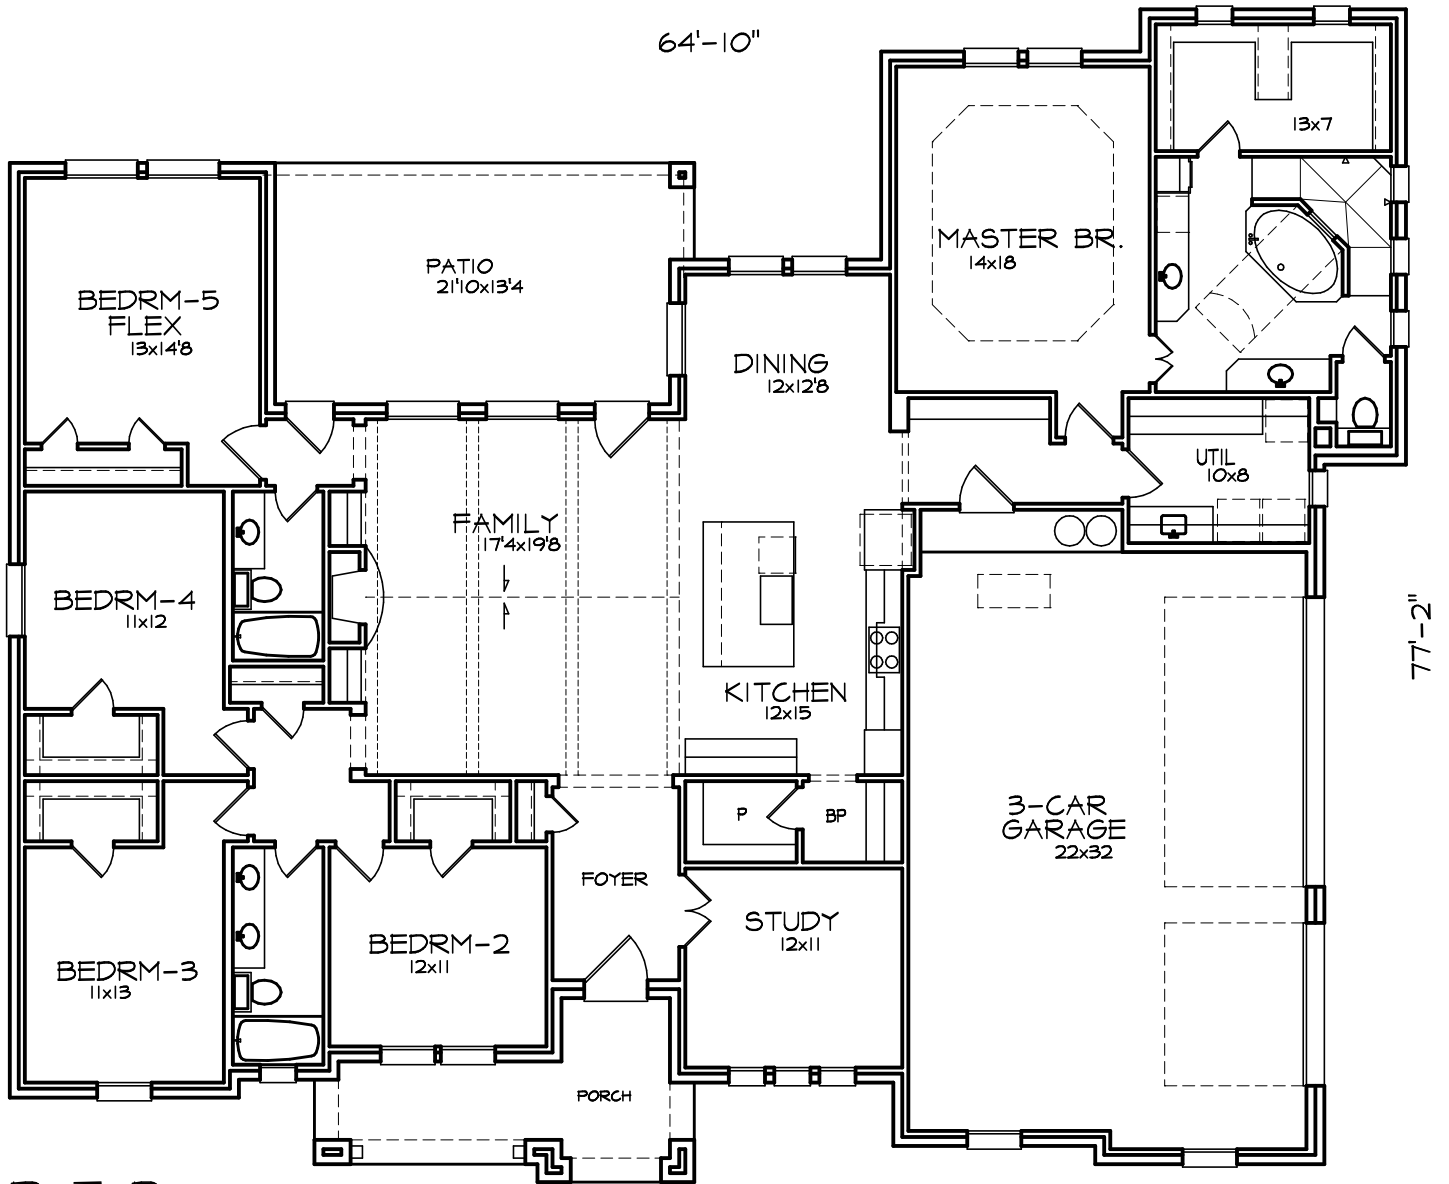 64'-10"
13x7
MASTER BR.
14x18
PATIO
21'10x13'4
BEDRM-5
FLEX
13x14'8
DINING
12x12'8
UTIL
10x8
FAMILY
17'4x19'8
BEDRM-4
11x12
77'-2"
KITCHEN
12x15
3-CAR
GARAGE
22x32
P
BP
FOYER
STUDY
12x11
BEDRM-2
12x11
BEDRM-3
11x13
PORCH